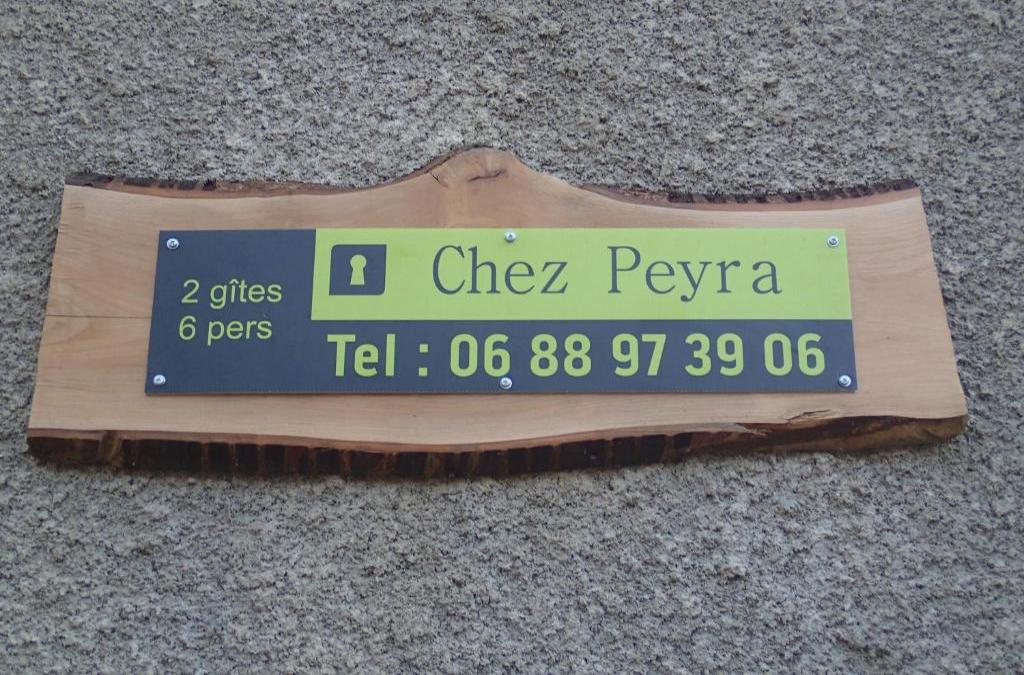 2 gîtes
6 pers
Chez Peyra
Tel : 06 88 97 39 06